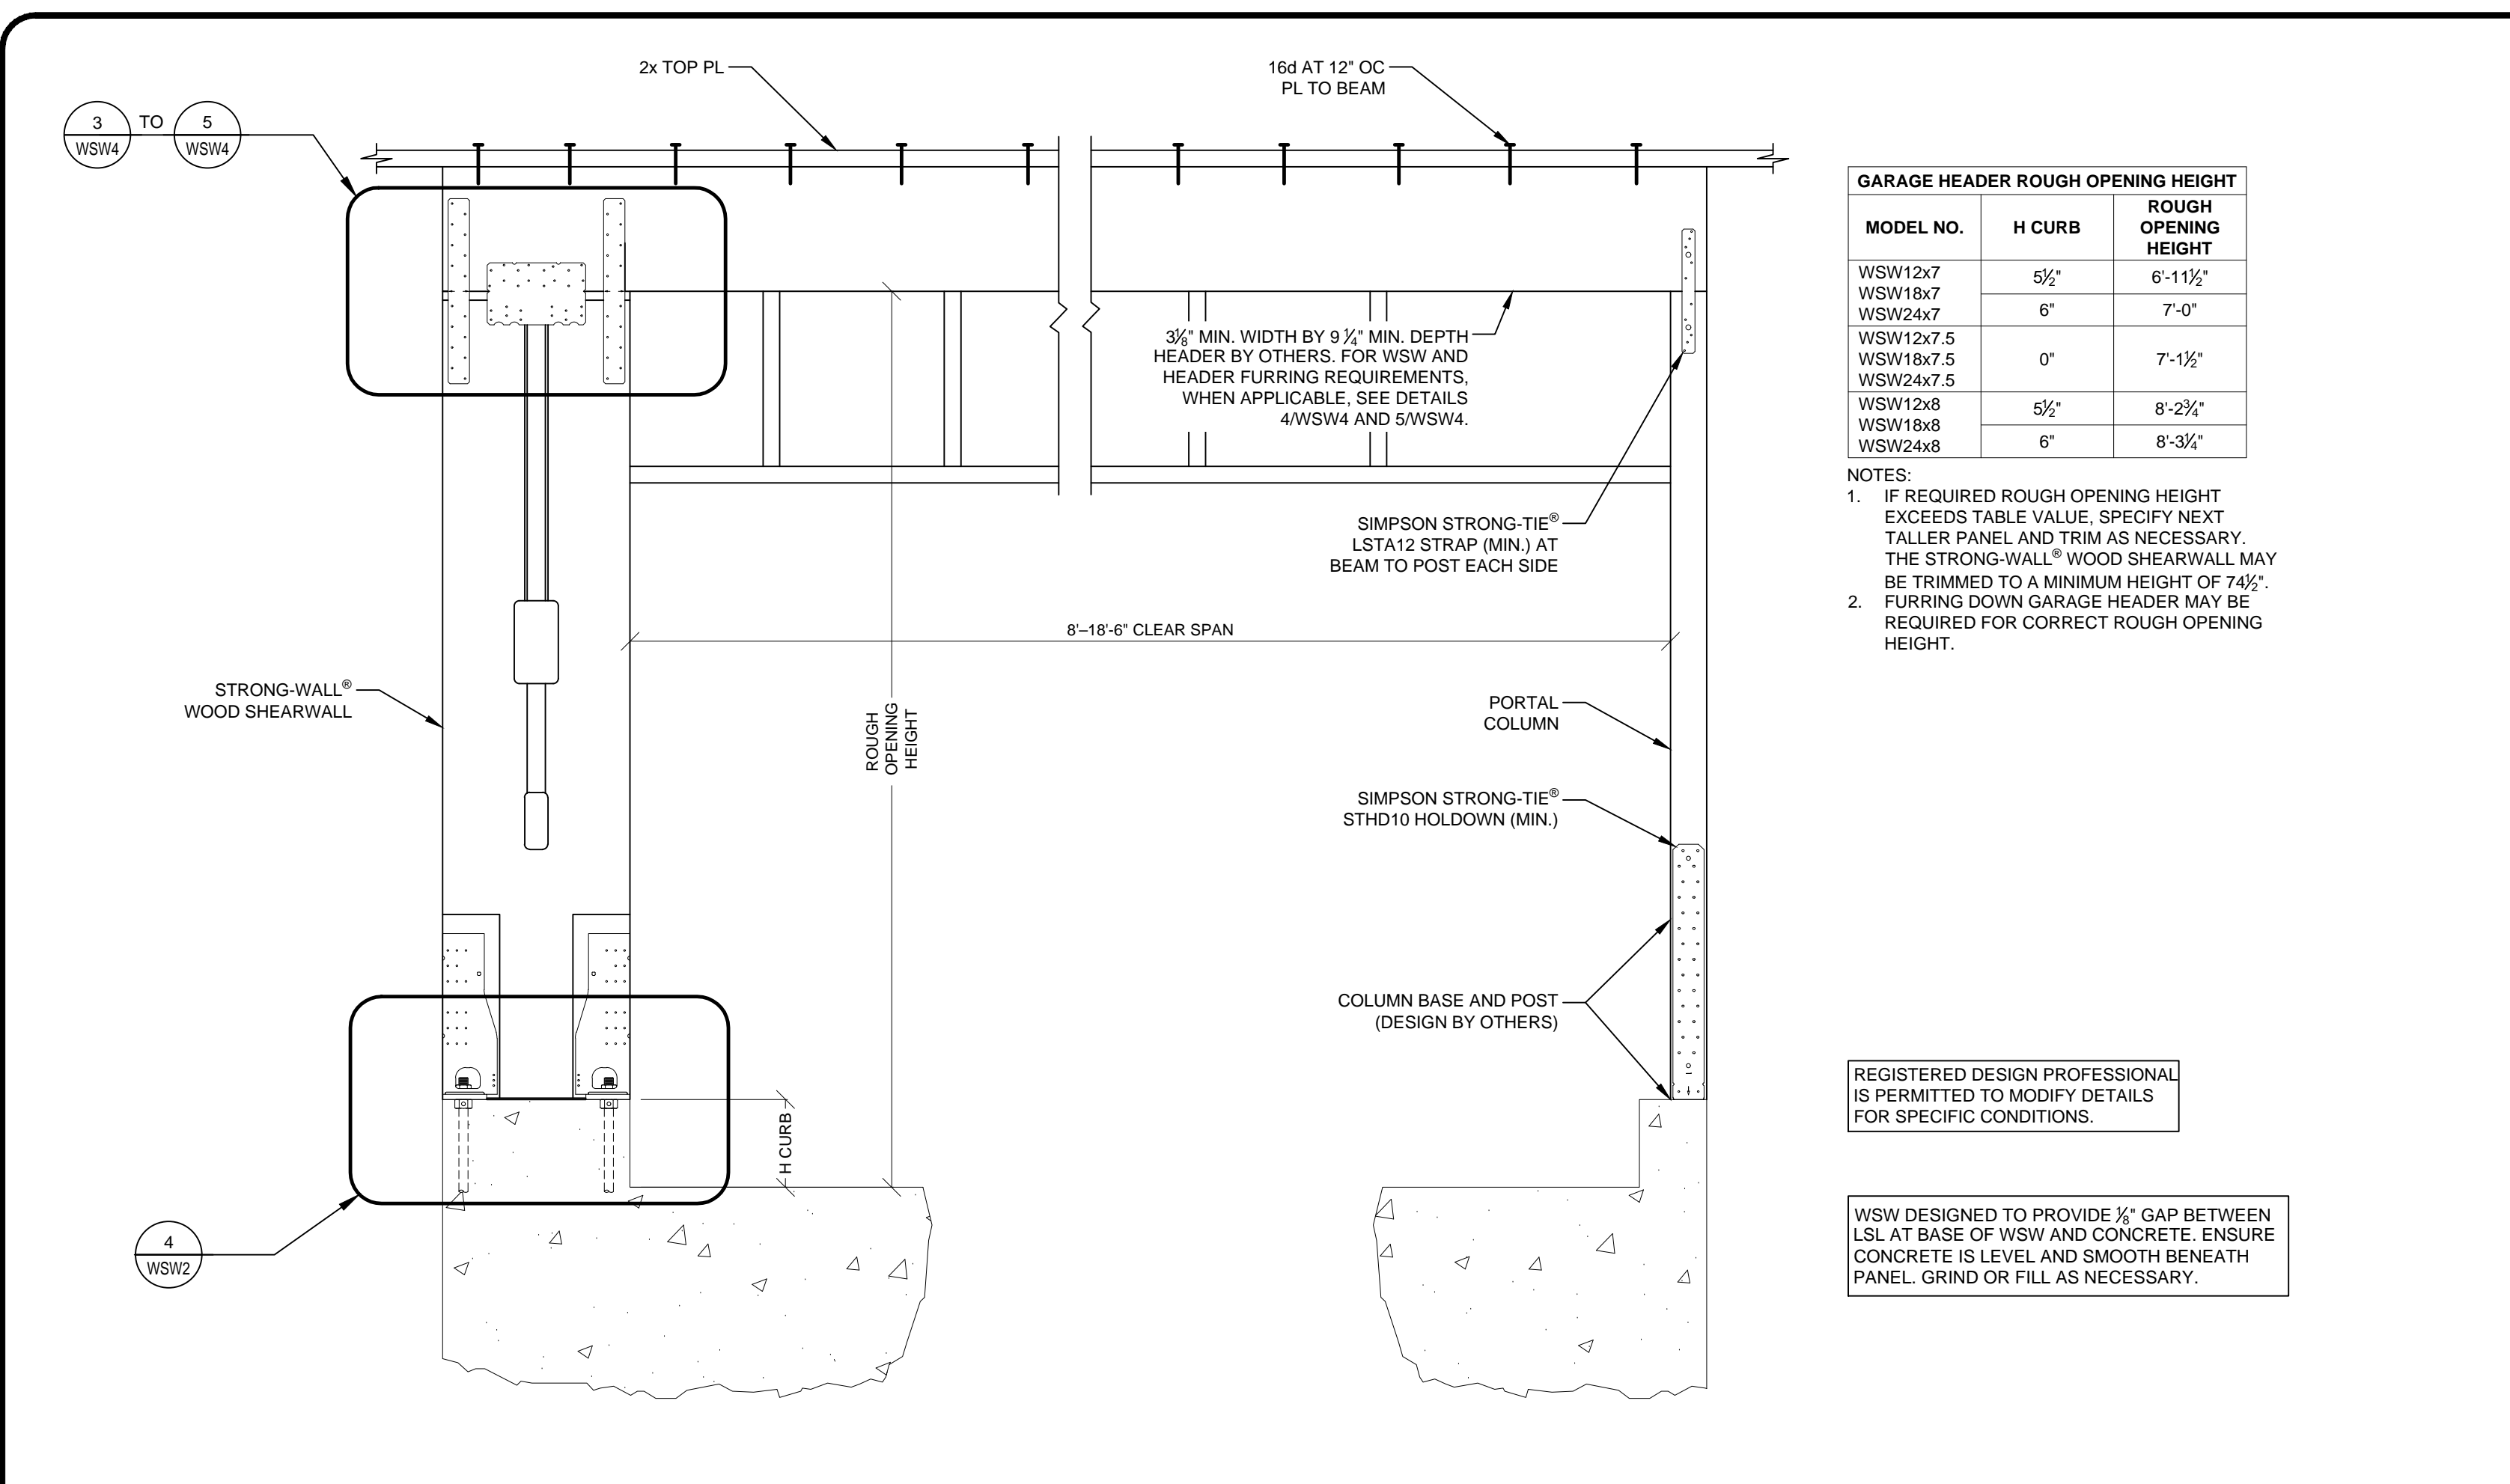 2x TOP PL
16d AT 12" OC
PL TO BEAM
3
WSW4
TO
5
WSW4
3⅛" MIN. WIDTH BY 9 ¼" MIN. DEPTH
HEADER BY OTHERS. FOR WSW AND
HEADER FURRING REQUIREMENTS,
WHEN APPLICABLE, SEE DETAILS
4/WSW4 AND 5/WSW4.
SIMPSON STRONG-TIE®
LSTA12 STRAP (MIN.) AT
BEAM TO POST EACH SIDE
8'–18'-6" CLEAR SPAN
STRONG-WALL®
WOOD SHEARWALL
ROUGH
OPENING
HEIGHT
PORTAL
COLUMN
SIMPSON STRONG-TIE®
STHD10 HOLDOWN (MIN.)
COLUMN BASE AND POST
(DESIGN BY OTHERS)
H CURB
4
WSW2
GARAGE HEADER ROUGH OPENING HEIGHT
MODEL NO.
H CURB
ROUGH
OPENING
HEIGHT
WSW12x7
WSW18x7
WSW24x7
5½"
6'-11½"
6"
7'-0"
WSW12x7.5
WSW18x7.5
WSW24x7.5
0"
7'-1½"
WSW12x8
WSW18x8
WSW24x8
5½"
8'-2¾"
6"
8'-3¼"
NOTES:
1. IF REQUIRED ROUGH OPENING HEIGHT
EXCEEDS TABLE VALUE, SPECIFY NEXT
TALLER PANEL AND TRIM AS NECESSARY.
THE STRONG-WALL® WOOD SHEARWALL MAY
BE TRIMMED TO A MINIMUM HEIGHT OF 74½".
2. FURRING DOWN GARAGE HEADER MAY BE
REQUIRED FOR CORRECT ROUGH OPENING
HEIGHT.
REGISTERED DESIGN PROFESSIONAL
IS PERMITTED TO MODIFY DETAILS
FOR SPECIFIC CONDITIONS.
WSW DESIGNED TO PROVIDE ⅛" GAP BETWEEN
LSL AT BASE OF WSW AND CONCRETE. ENSURE
CONCRETE IS LEVEL AND SMOOTH BENEATH
PANEL. GRIND OR FILL AS NECESSARY.